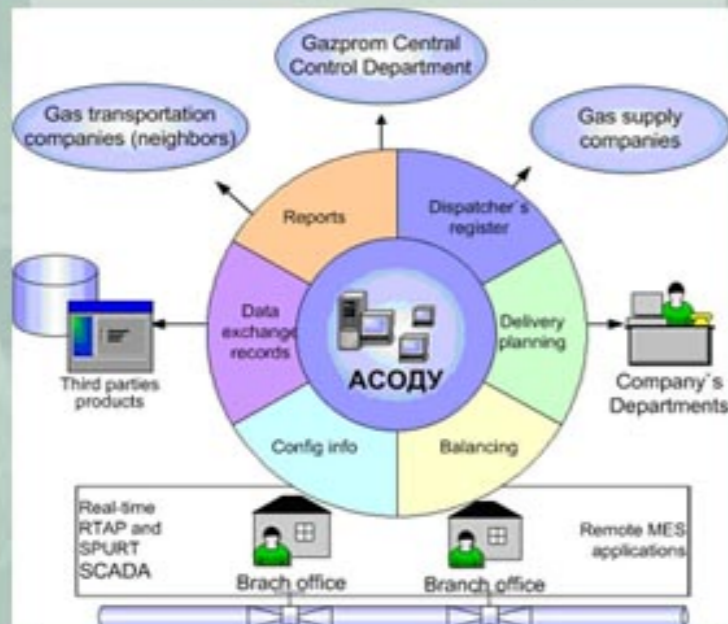 Gazprom Central
Control Department
Gas transportation
companies (neighbors)
Gas supply
companies
Reports
Dispatcher´s
register
Data
exchange
records
Delivery
planning
АСОДУ
Third parties
products
Company´s
Departments
Config info
Balancing
Real-time
RTAP and
SPURT
SCADA
Brach office
Branch office
Remote MES
applications